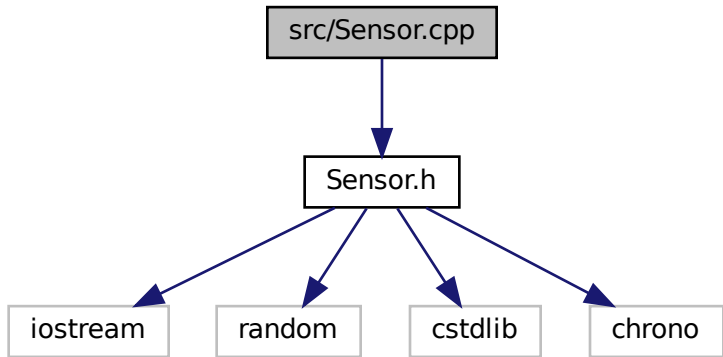 src/Sensor.cpp
Sensor.h
iostream
random
cstdlib
chrono